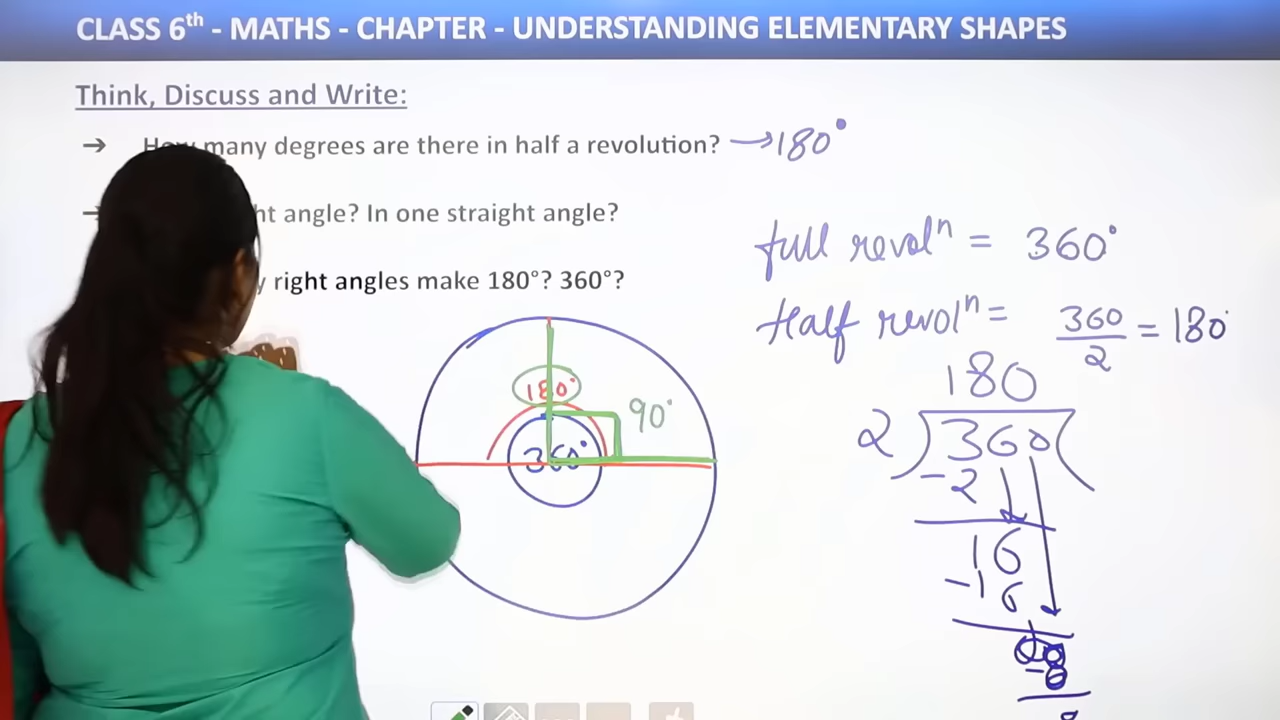 CLASS 6th - MATHS - CHAPTER - UNDERSTANDING ELEMENTARY SHAPES
Think, Discuss and Write:
→ How many degrees are there in half a revolution? → 180°
angle? In one straight angle?
right angles make 180°? 360°?
full revolⁿ = 360°
Half revolⁿ = 360/2 = 180°
180°
90°
360°
180
2)360(
-2
16
-16